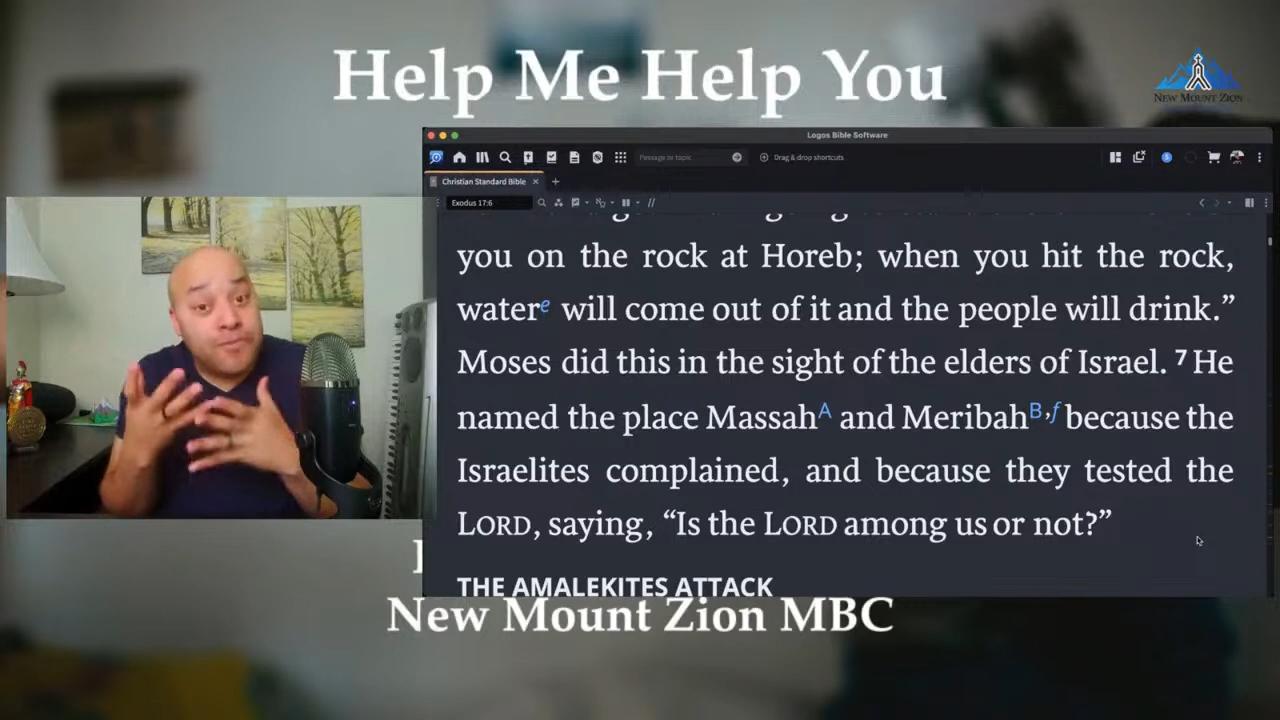 Help Me Help You
NEW MOUNT ZION
Logos Bible Software
Message or topic
Drag & drop shortcuts
Christian Standard Bible
Exodus 17:6
you on the rock at Horeb; when you hit the rock,
waterᵉ will come out of it and the people will drink.”
Moses did this in the sight of the elders of Israel. 7 He
named the place Massahᴬ and Meribahᴮ,ᶠ because the
Israelites complained, and because they tested the
LORD, saying, “Is the LORD among us or not?”
THE AMALEKITES ATTACK
New Mount Zion MBC